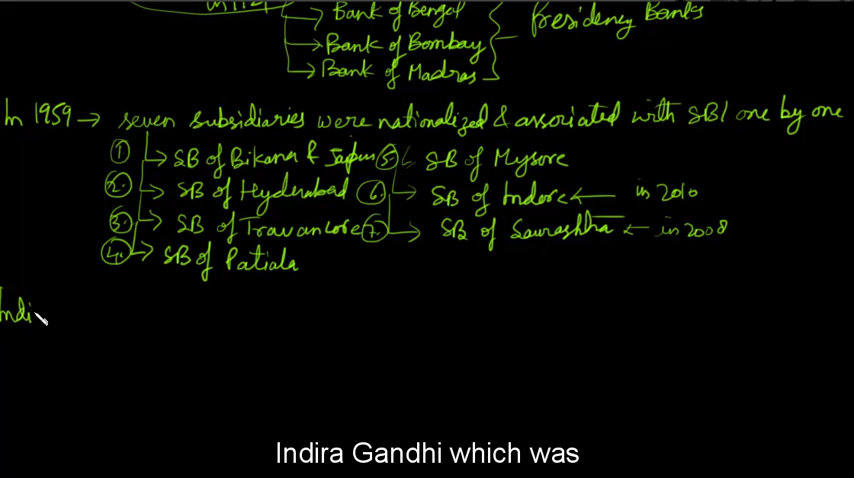 Bank of Bengal
Bank of Bombay
Bank of Madras
Presidency Banks
In 1959 → seven subsidiaries were nationalized & associated with SBI one by one
① → SB of Bikana & Jaipur ⑤ SB of Mysore
②. → SB of Hyderabad ⑥ → SB of Indore ← in 2010
③. → SB of Travancore ⑦. → SB of Saurashtra ← in 2008
④. → SB of Patiala
Indi
Indira Gandhi which was